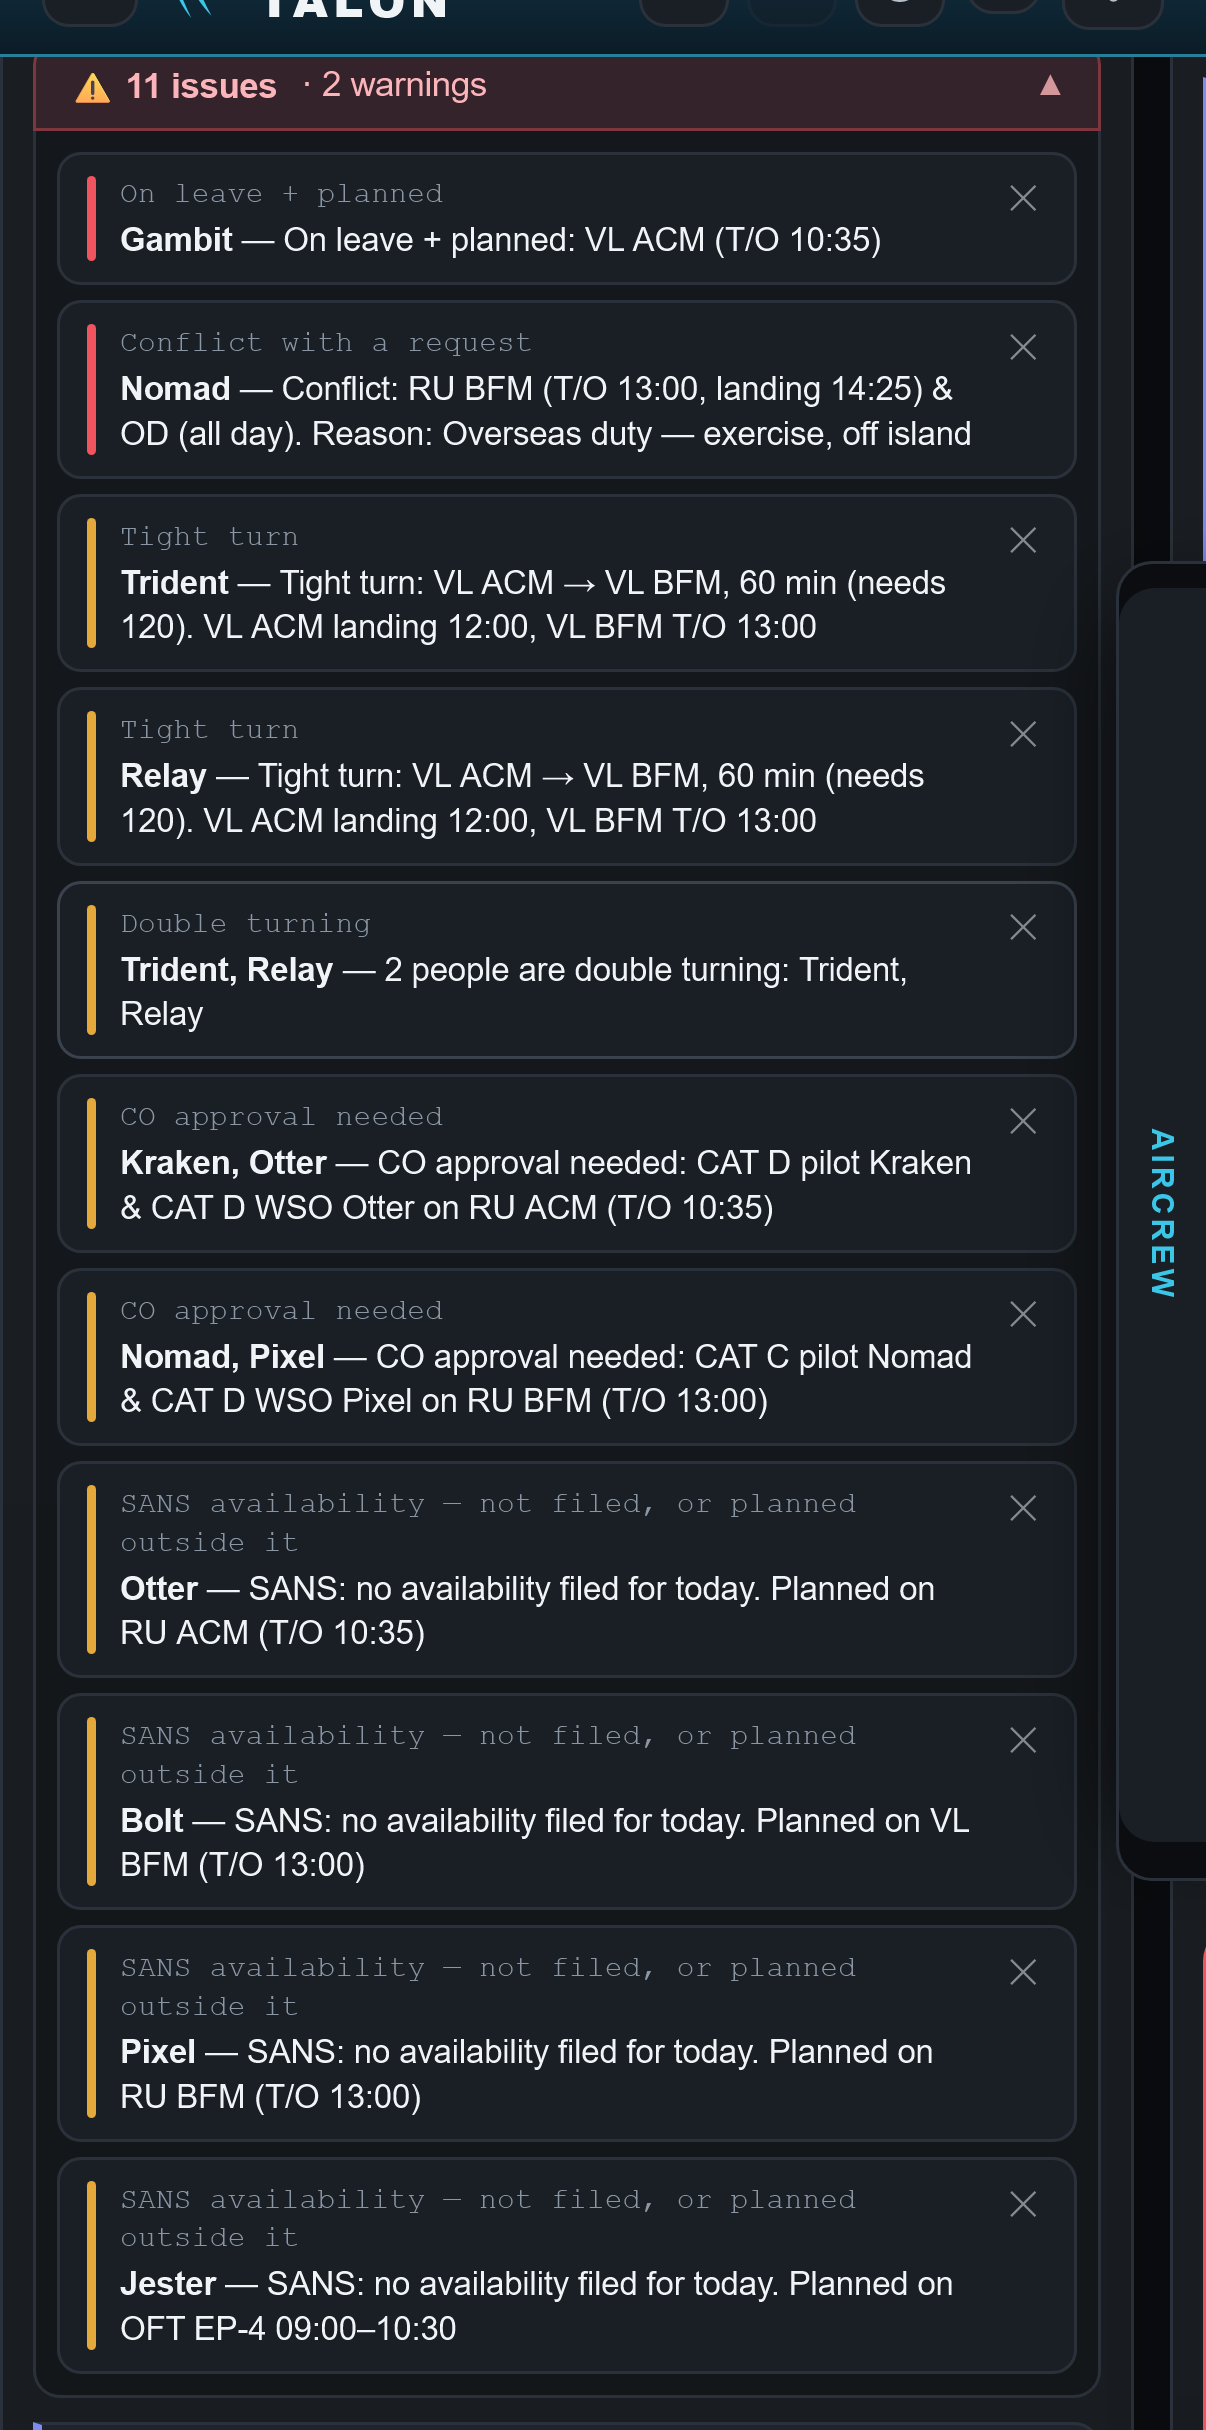 TALON
11 issues · 2 warnings
On leave + planned
Gambit — On leave + planned: VL ACM (T/O 10:35)
Conflict with a request
Nomad — Conflict: RU BFM (T/O 13:00, landing 14:25) &
OD (all day). Reason: Overseas duty — exercise, off island
Tight turn
Trident — Tight turn: VL ACM → VL BFM, 60 min (needs
120). VL ACM landing 12:00, VL BFM T/O 13:00
Tight turn
Relay — Tight turn: VL ACM → VL BFM, 60 min (needs
120). VL ACM landing 12:00, VL BFM T/O 13:00
Double turning
Trident, Relay — 2 people are double turning: Trident,
Relay
CO approval needed
Kraken, Otter — CO approval needed: CAT D pilot Kraken
& CAT D WSO Otter on RU ACM (T/O 10:35)
CO approval needed
Nomad, Pixel — CO approval needed: CAT C pilot Nomad
& CAT D WSO Pixel on RU BFM (T/O 13:00)
SANS availability — not filed, or planned
outside it
Otter — SANS: no availability filed for today. Planned on
RU ACM (T/O 10:35)
SANS availability — not filed, or planned
outside it
Bolt — SANS: no availability filed for today. Planned on VL
BFM (T/O 13:00)
SANS availability — not filed, or planned
outside it
Pixel — SANS: no availability filed for today. Planned on
RU BFM (T/O 13:00)
SANS availability — not filed, or planned
outside it
Jester — SANS: no availability filed for today. Planned on
OFT EP-4 09:00–10:30
AIRCREW